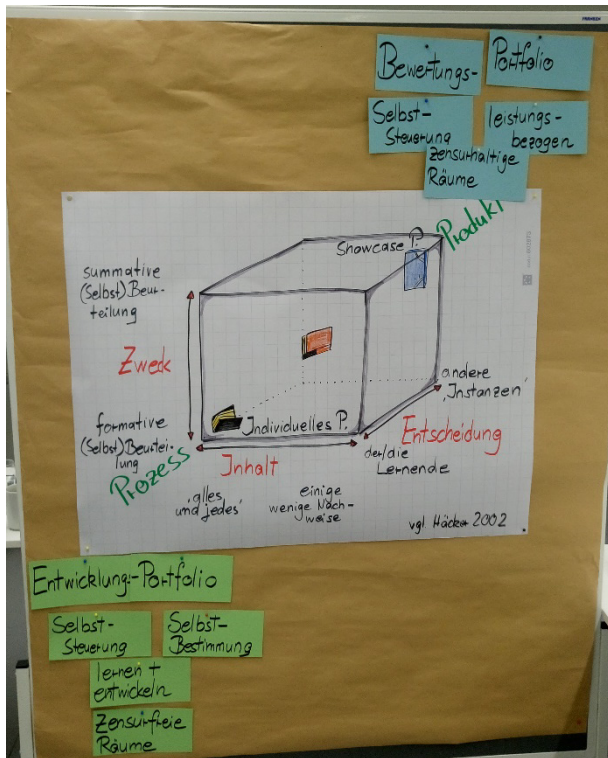 Bewertungs-
Portfolio
Selbst-
Steuerung
leistungs-
bezogen
zensurhaltige
Räume
Produkt
Showcase P.
summative
(Selbst)Beur-
teilung
Zweck
andere
'Instanzen'
formative
(Selbst)Beurtei-
lung
Individuelles P.
Entscheidung
der/die
Lernende
Prozess
Inhalt
'alles
und jedes'
einige
wenige Nach-
weise
vgl. Häcker 2002
Entwicklungs-Portfolio
Selbst-
Steuerung
Selbst-
Bestimmung
lernen +
entwickeln
Zensurfreie
Räume